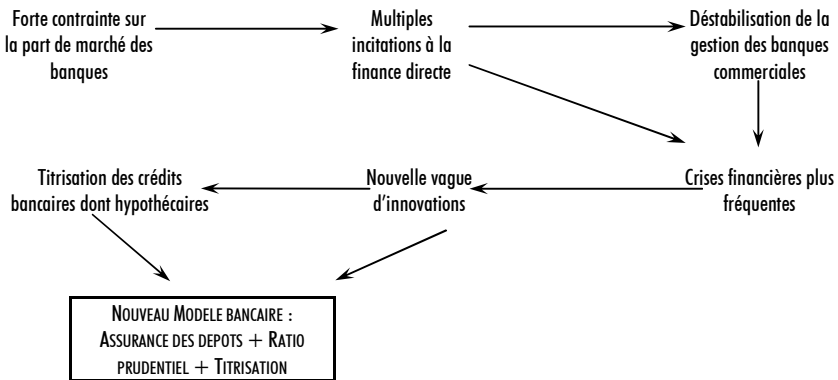 Forte contrainte sur
la part de marché des
banques
Multiples
incitations à la
finance directe
Déstabilisation de la
gestion des banques
commerciales
Titrisation des crédits
bancaires dont hypothécaires
Nouvelle vague
d’innovations
Crises financières plus
fréquentes
NOUVEAU MODELE BANCAIRE :
ASSURANCE DES DEPOTS + RATIO
PRUDENTIEL + TITRISATION